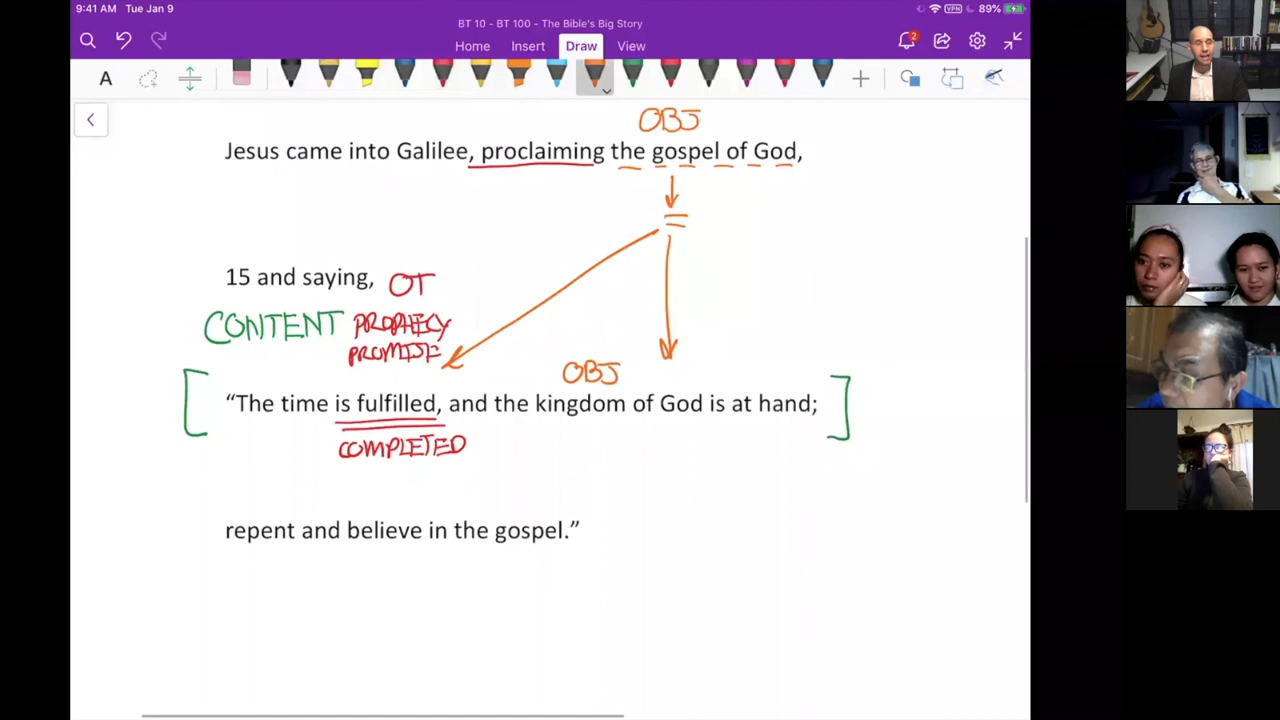 9:41 AM Tue Jan 9
VPN 89%
BT 10 - BT 100 - The Bible's Big Story
Home Insert Draw View
2
A
OBJ
Jesus came into Galilee, proclaiming the gospel of God,
15 and saying, OT
CONTENT PROPHECY
PROMISE
OBJ
“The time is fulfilled, and the kingdom of God is at hand;
COMPLETED
repent and believe in the gospel.”